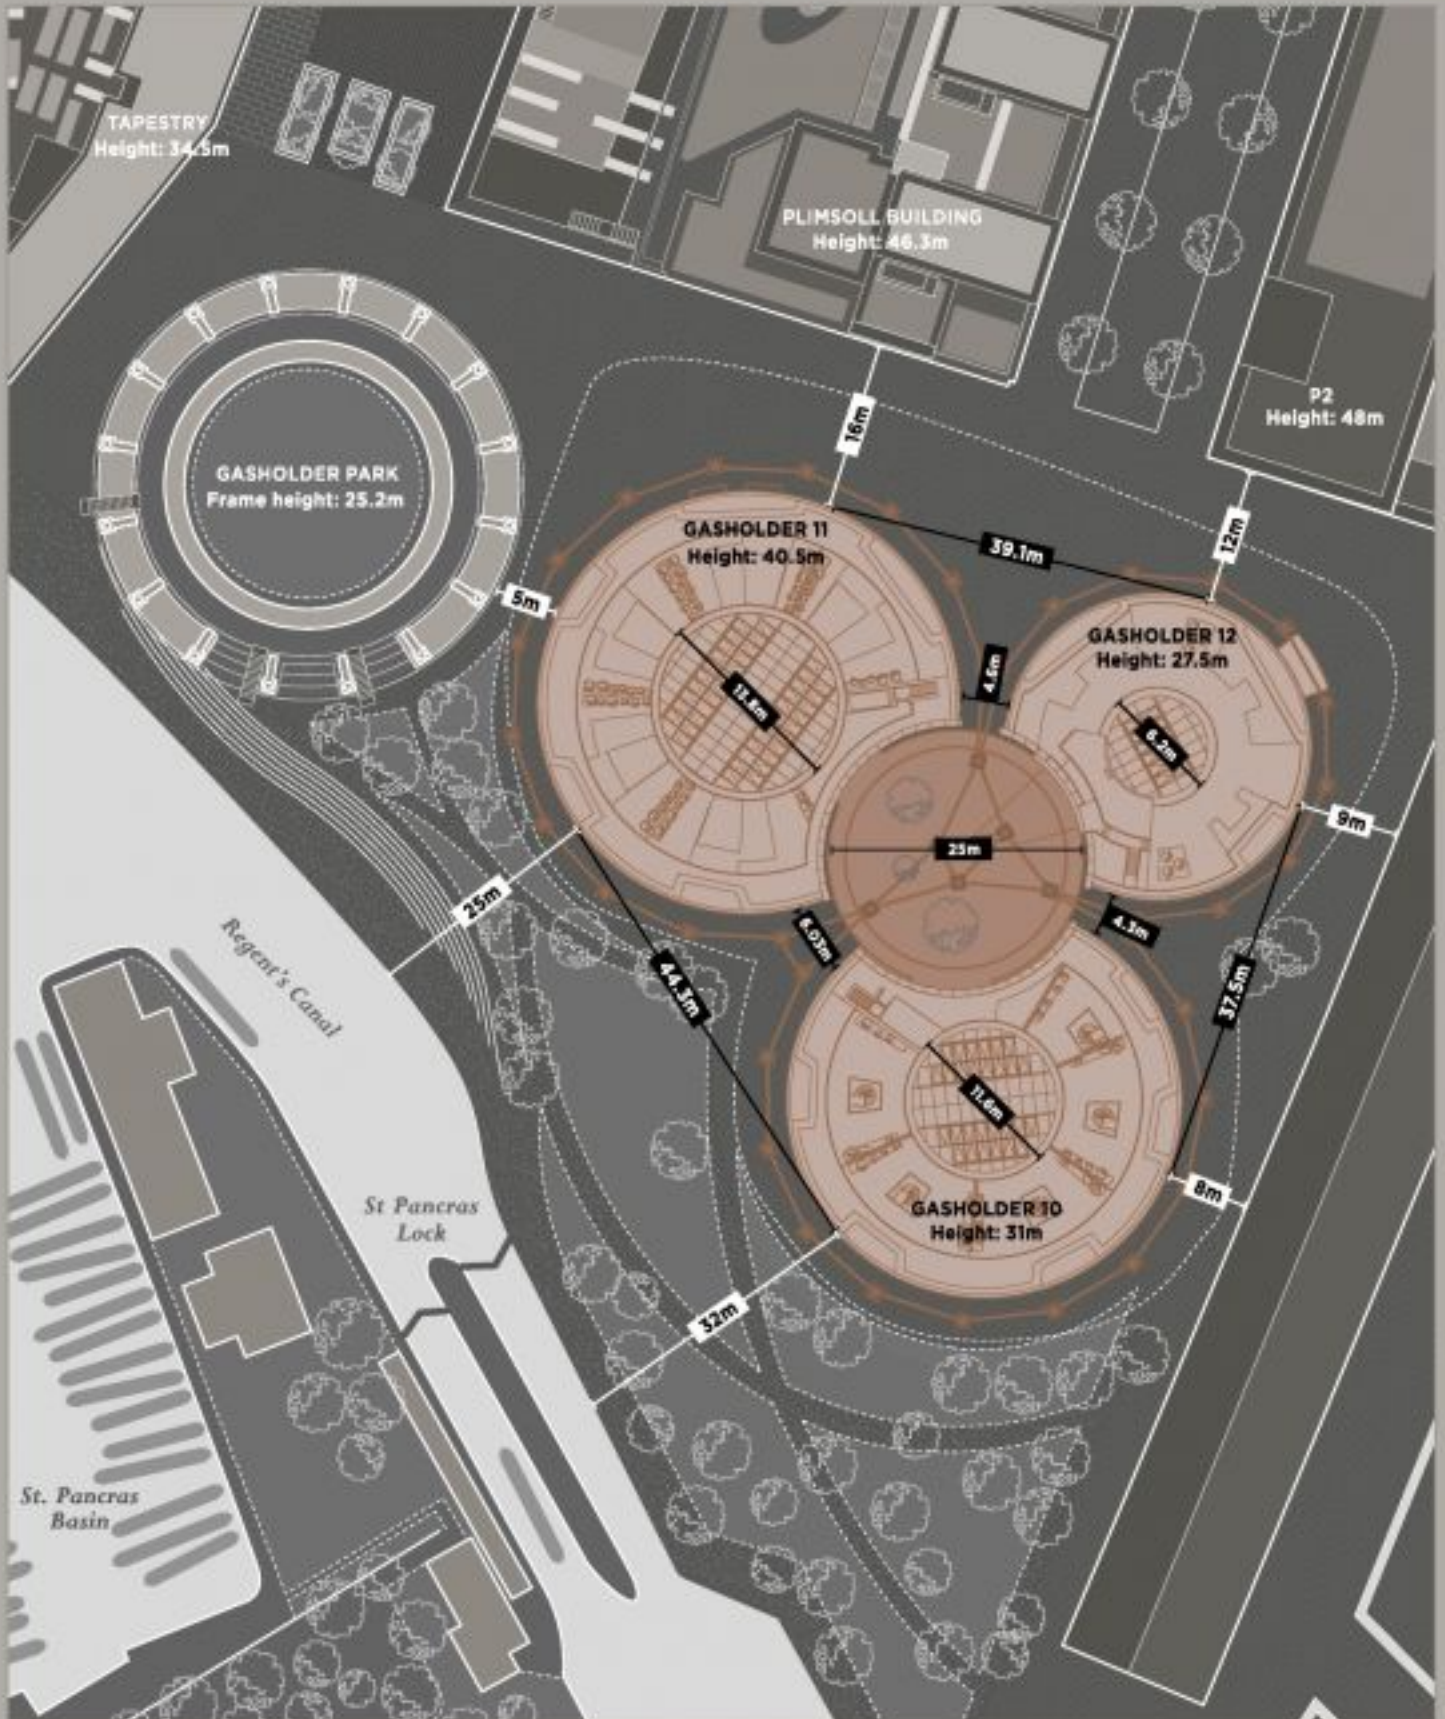 TAPESTRY
Height: 34.5m
PLIMSOLL BUILDING
Height: 46.3m
P2
Height: 48m
GASHOLDER PARK
Frame height: 25.2m
16m
12m
GASHOLDER 11
Height: 40.5m
39.1m
5m
GASHOLDER 12
Height: 27.5m
4.5m
13.8m
6.2m
9m
25m
25m
6.03m
4.3m
44.3m
37.5m
Regent's Canal
11.6m
8m
GASHOLDER 10
Height: 31m
St Pancras
Lock
32m
St. Pancras
Basin